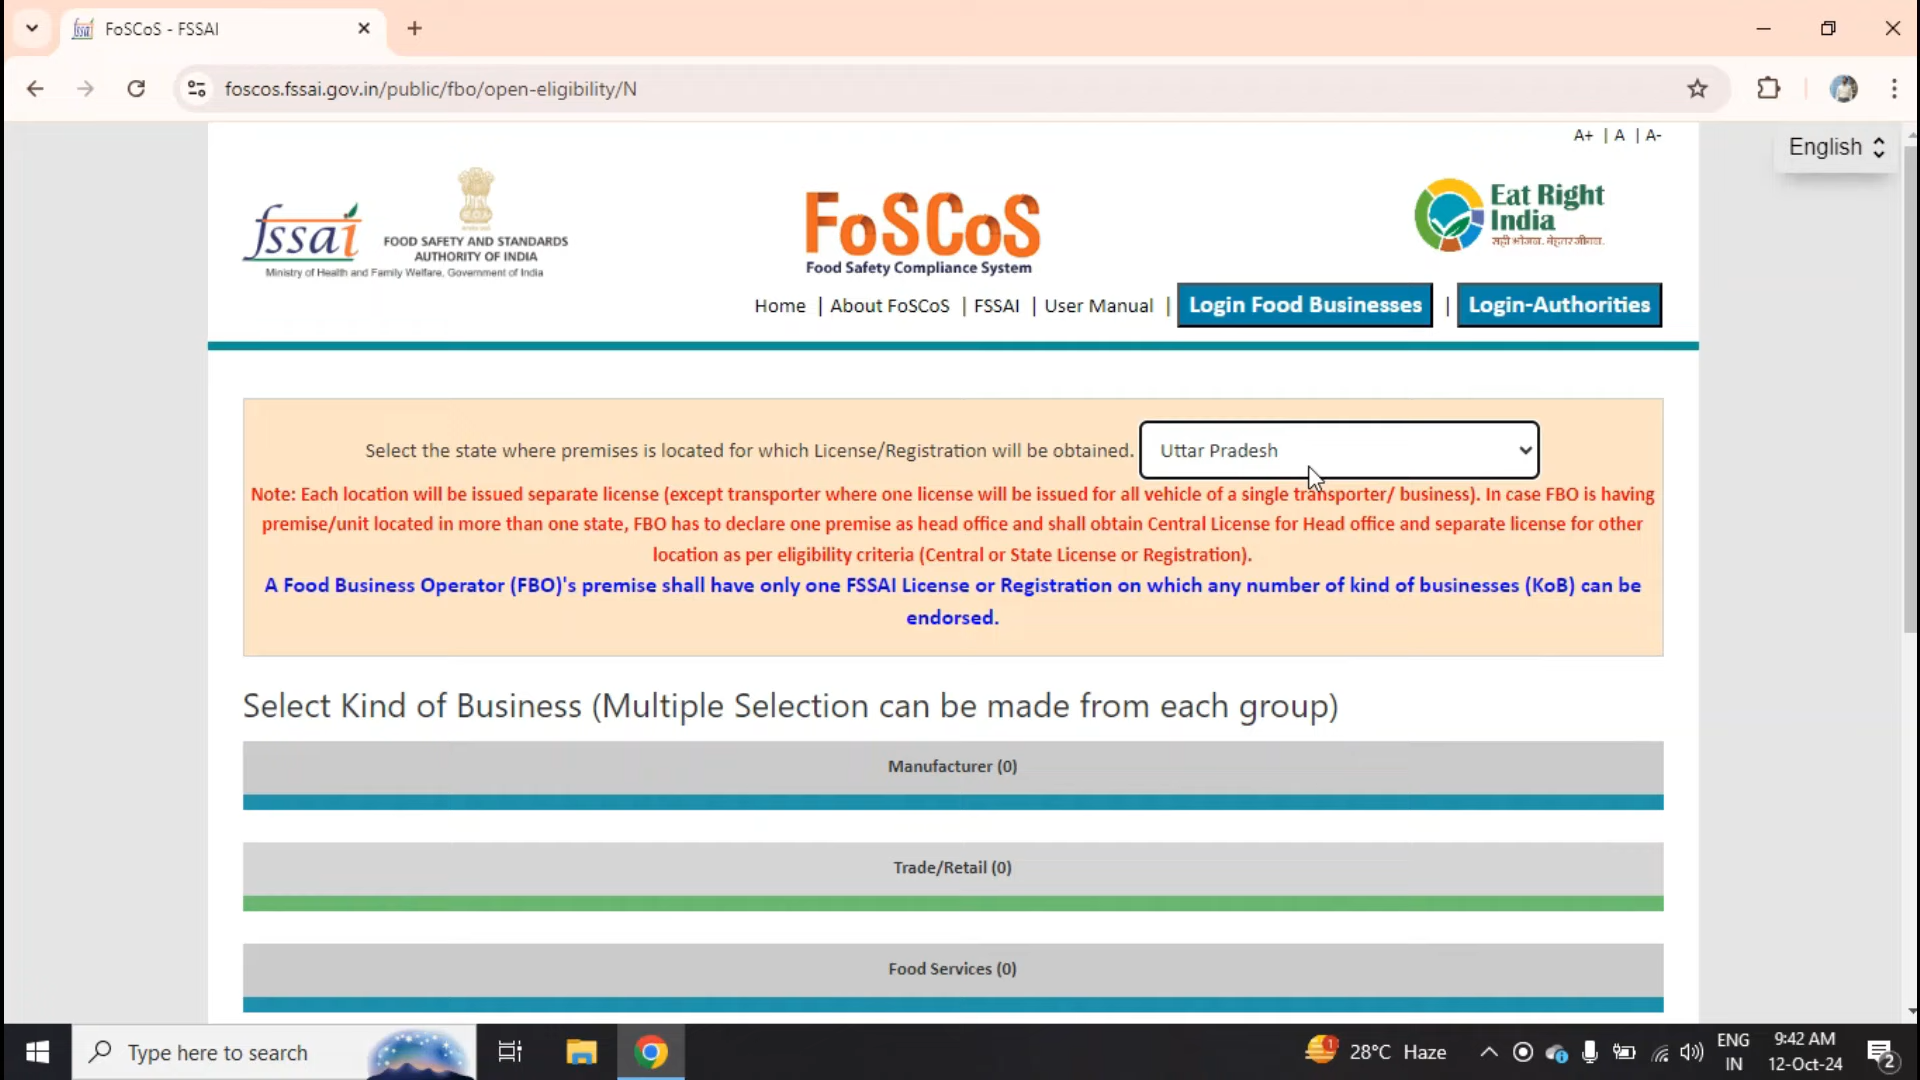 FoSCoS - FSSAI
foscos.fssai.gov.in/public/fbo/open-eligibility/N
A+ | A | A-
English
fssai
FOOD SAFETY AND STANDARDS
AUTHORITY OF INDIA
Ministry of Health and Family Welfare, Government of India
FoSCoS
Food Safety Compliance System
Eat Right
India
सही भोजन. बेहतर जीवन.
Home | About FoSCoS | FSSAI | User Manual | Login Food Businesses | Login-Authorities
Select the state where premises is located for which License/Registration will be obtained. Uttar Pradesh
Note: Each location will be issued separate license (except transporter where one license will be issued for all vehicle of a single transporter/ business). In case FBO is having
premise/unit located in more than one state, FBO has to declare one premise as head office and shall obtain Central License for Head office and separate license for other
location as per eligibility criteria (Central or State License or Registration).
A Food Business Operator (FBO)'s premise shall have only one FSSAI License or Registration on which any number of kind of businesses (KoB) can be
endorsed.
Select Kind of Business (Multiple Selection can be made from each group)
Manufacturer (0)
Trade/Retail (0)
Food Services (0)
Type here to search
1
28°C Haze
ENG
IN
9:42 AM
12-Oct-24
2